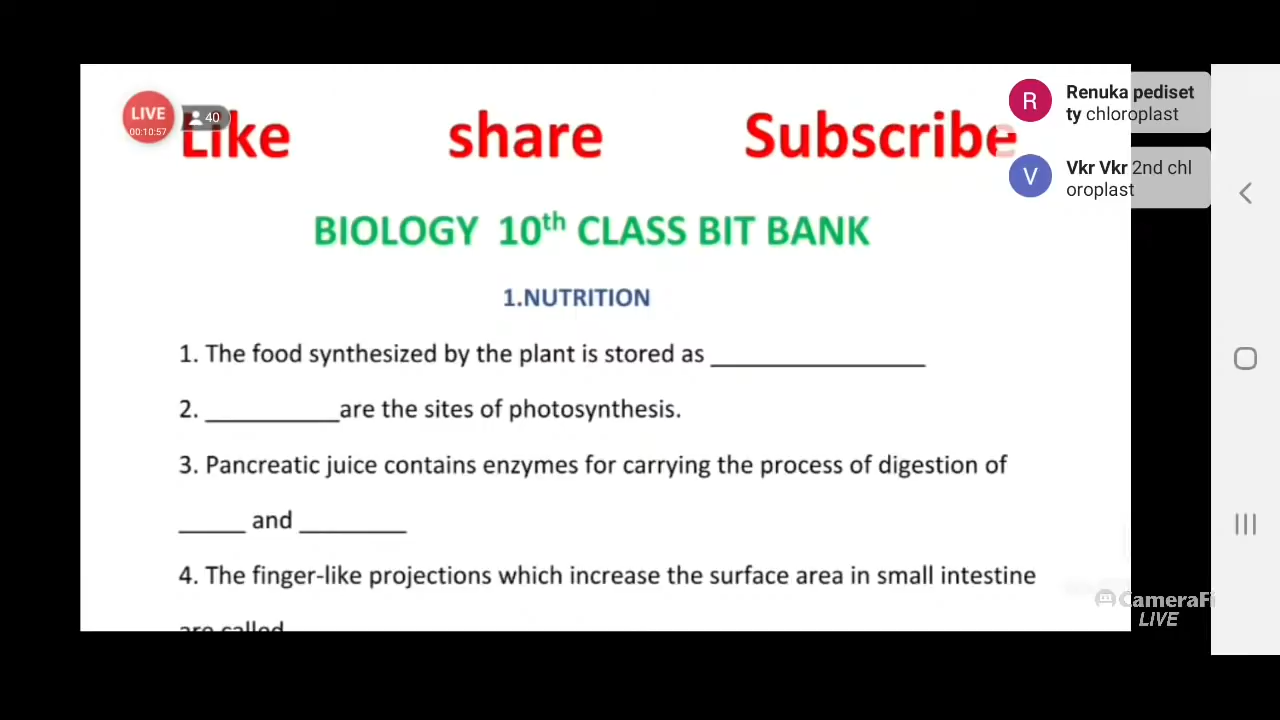 LIVE
00:10:57
40
Like share Subscribe
Renuka pediset
ty chloroplast
Vkr Vkr 2nd chl
oroplast
BIOLOGY 10th CLASS BIT BANK
1.NUTRITION
1. The food synthesized by the plant is stored as ________________
2. __________are the sites of photosynthesis.
3. Pancreatic juice contains enzymes for carrying the process of digestion of
_____ and ________
4. The finger-like projections which increase the surface area in small intestine
are called
CameraFi
LIVE